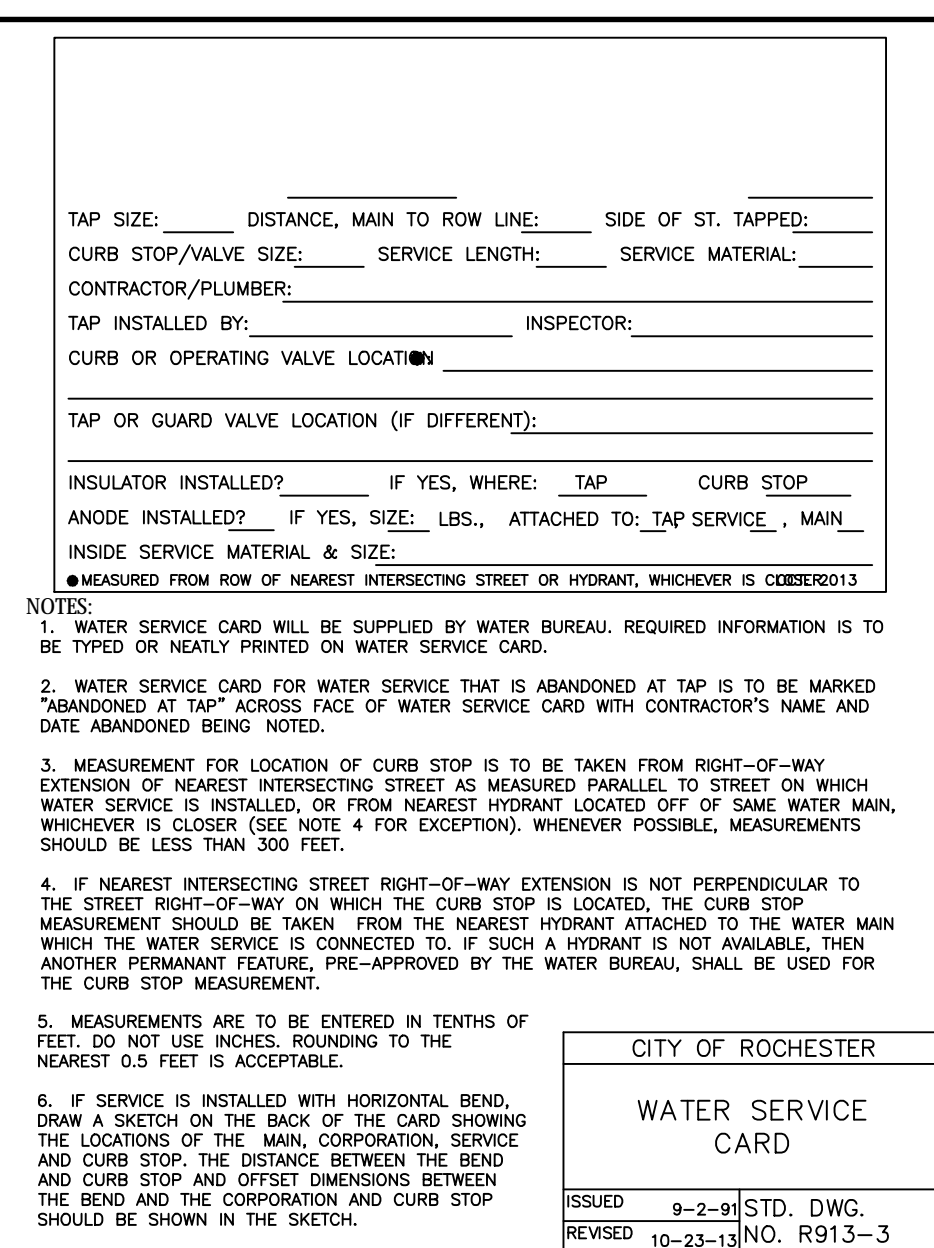 TAP SIZE: DISTANCE, MAIN TO ROW LINE: SIDE OF ST. TAPPED:
CURB STOP/VALVE SIZE: SERVICE LENGTH: SERVICE MATERIAL:
CONTRACTOR/PLUMBER:
TAP INSTALLED BY: INSPECTOR:
CURB OR OPERATING VALVE LOCATION
TAP OR GUARD VALVE LOCATION (IF DIFFERENT):
INSULATOR INSTALLED? IF YES, WHERE: TAP CURB STOP
ANODE INSTALLED? IF YES, SIZE: LBS., ATTACHED TO: TAP, SERVICE , MAIN
INSIDE SERVICE MATERIAL & SIZE:
● MEASURED FROM ROW OF NEAREST INTERSECTING STREET OR HYDRANT, WHICHEVER IS CLOSER 2013
NOTES:
1. WATER SERVICE CARD WILL BE SUPPLIED BY WATER BUREAU. REQUIRED INFORMATION IS TO
BE TYPED OR NEATLY PRINTED ON WATER SERVICE CARD.
2. WATER SERVICE CARD FOR WATER SERVICE THAT IS ABANDONED AT TAP IS TO BE MARKED
"ABANDONED AT TAP" ACROSS FACE OF WATER SERVICE CARD WITH CONTRACTOR'S NAME AND
DATE ABANDONED BEING NOTED.
3. MEASUREMENT FOR LOCATION OF CURB STOP IS TO BE TAKEN FROM RIGHT-OF-WAY
EXTENSION OF NEAREST INTERSECTING STREET AS MEASURED PARALLEL TO STREET ON WHICH
WATER SERVICE IS INSTALLED, OR FROM NEAREST HYDRANT LOCATED OFF OF SAME WATER MAIN,
WHICHEVER IS CLOSER (SEE NOTE 4 FOR EXCEPTION). WHENEVER POSSIBLE, MEASUREMENTS
SHOULD BE LESS THAN 300 FEET.
4. IF NEAREST INTERSECTING STREET RIGHT-OF-WAY EXTENSION IS NOT PERPENDICULAR TO
THE STREET RIGHT-OF-WAY ON WHICH THE CURB STOP IS LOCATED, THE CURB STOP
MEASUREMENT SHOULD BE TAKEN FROM THE NEAREST HYDRANT ATTACHED TO THE WATER MAIN
WHICH THE WATER SERVICE IS CONNECTED TO. IF SUCH A HYDRANT IS NOT AVAILABLE, THEN
ANOTHER PERMANANT FEATURE, PRE-APPROVED BY THE WATER BUREAU, SHALL BE USED FOR
THE CURB STOP MEASUREMENT.
5. MEASUREMENTS ARE TO BE ENTERED IN TENTHS OF
FEET. DO NOT USE INCHES. ROUNDING TO THE
NEAREST 0.5 FEET IS ACCEPTABLE.
6. IF SERVICE IS INSTALLED WITH HORIZONTAL BEND,
DRAW A SKETCH ON THE BACK OF THE CARD SHOWING
THE LOCATIONS OF THE MAIN, CORPORATION, SERVICE
AND CURB STOP. THE DISTANCE BETWEEN THE BEND
AND CURB STOP AND OFFSET DIMENSIONS BETWEEN
THE BEND AND THE CORPORATION AND CURB STOP
SHOULD BE SHOWN IN THE SKETCH.
CITY OF ROCHESTER
WATER SERVICE
CARD
ISSUED 9-2-91
REVISED 10-23-13
STD. DWG.
NO. R913-3